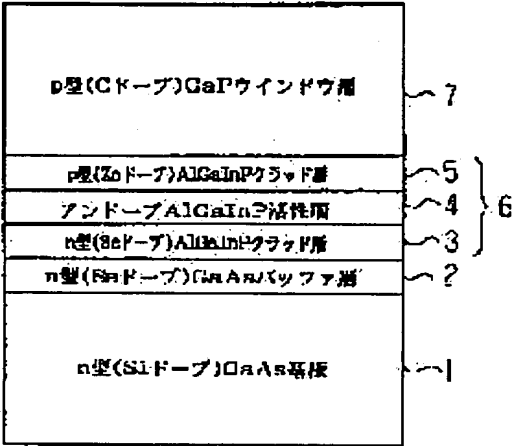 p型(Cドープ)GaPウインドウ層
7
p型(Znドープ)AlGaInPクラッド層
5
アンドープAlGaInP活性層
4
6
n型(Seドープ)AlGaInPクラッド層
3
n型(Seドープ)GaAsバッファ層
2
n型(Siドープ)GaAs基板
1